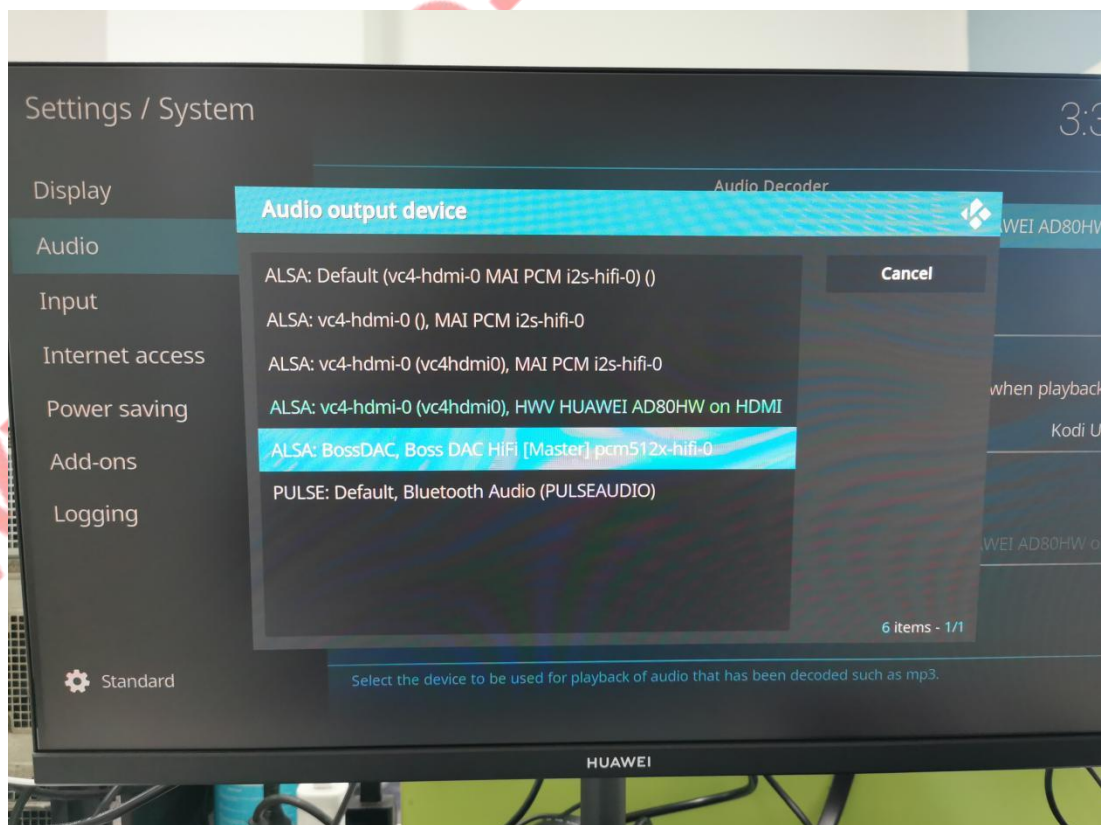 Settings / System
3:3
Display
Audio Decoder
Audio output device
WEI AD80HW
Audio
ALSA: Default (vc4-hdmi-0 MAI PCM i2s-hifi-0) ()
Cancel
Input
ALSA: vc4-hdmi-0 (), MAI PCM i2s-hifi-0
Internet access
ALSA: vc4-hdmi-0 (vc4hdmi0), MAI PCM i2s-hifi-0
when playback
Power saving
ALSA: vc4-hdmi-0 (vc4hdmi0), HWV HUAWEI AD80HW on HDMI
Kodi U
Add-ons
ALSA: BossDAC, Boss DAC HiFi [Master] pcm512x-hifi-0
PULSE: Default, Bluetooth Audio (PULSEAUDIO)
Logging
WEI AD80HW o
6 items - 1/1
Standard
Select the device to be used for playback of audio that has been decoded such as mp3.
HUAWEI